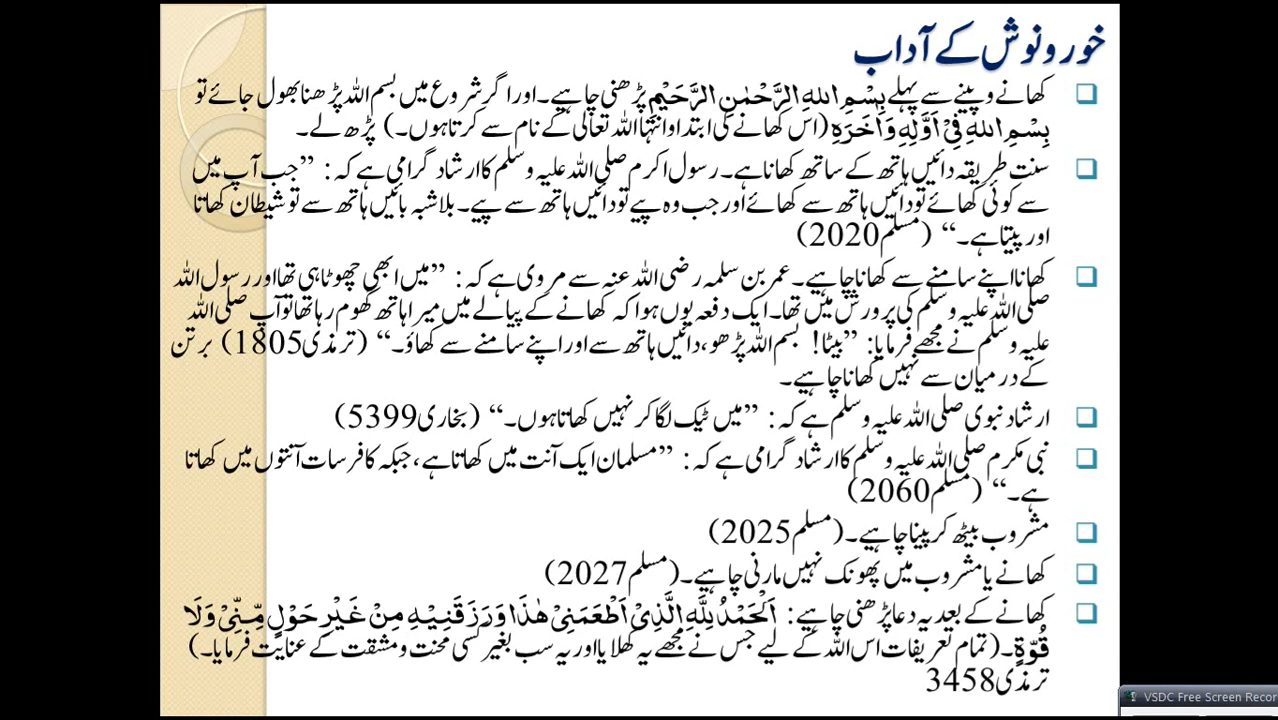 خور و نوش کے آداب
کھانے و پینے سے پہلے بِسْمِ اللهِ الرَّحْمٰنِ الرَّحِیْمِ پڑھنی چاہیے۔ اور اگر شروع میں بسم اللہ پڑھنا بھول جائے تو
بِسْمِ اللهِ فِیْ اَوَّلِهٖ وَاٰخِرَهٖ (اس کھانے کی ابتدا و انتہا اللہ تعالی کے نام سے کرتا ہوں۔) پڑھ لے۔
سنت طریقہ دائیں ہاتھ کے ساتھ کھانا ہے۔ رسول اکرم صلی اللہ علیہ وسلم کا ارشاد گرامی ہے کہ: ”جب آپ میں
سے کوئی کھائے تو دائیں ہاتھ سے کھائے اور جب وہ پیے تو دائیں ہاتھ سے پیے۔ بلاشبہ بائیں ہاتھ سے تو شیطان کھاتا
اور پیتا ہے۔“ (مسلم 2020)
کھانا اپنے سامنے سے کھانا چاہیے۔ عمر بن سلمہ رضی اللہ عنہ سے مروی ہے کہ: ”میں ابھی چھوٹا ہی تھا اور رسول اللہ
صلی اللہ علیہ وسلم کی پرورش میں تھا۔ ایک دفعہ یوں ہوا کہ کھانے کے پیالے میں میرا ہاتھ گھوم رہا تھا تو آپ صلی اللہ
علیہ وسلم نے مجھے فرمایا: ”بیٹا! بسم اللہ پڑھو، دائیں ہاتھ سے اور اپنے سامنے سے کھاؤ۔“ (ترمذی 1805) برتن
کے درمیان سے نہیں کھانا چاہیے۔
ارشاد نبوی صلی اللہ علیہ وسلم ہے کہ: ”میں ٹیک لگا کر نہیں کھاتا ہوں۔“ (بخاری 5399)
نبی مکرم صلی اللہ علیہ وسلم کا ارشاد گرامی ہے کہ: ”مسلمان ایک آنت میں کھاتا ہے، جبکہ کافر سات آنتوں میں کھاتا
ہے۔“ (مسلم 2060)
مشروب بیٹھ کر پینا چاہیے۔ (مسلم 2025)
کھانے یا مشروب میں پھونک نہیں مارنی چاہیے۔ (مسلم 2027)
کھانے کے بعد یہ دعا پڑھنی چاہیے: اَلْحَمْدُ لِلّٰهِ الَّذِیْ اَطْعَمَنِیْ هٰذَا وَرَزَقَنِیْهِ مِنْ غَیْرِ حَوْلٍ مِّنِّیْ وَلَا
قُوَّةٍ۔ (تمام تعریفات اس اللہ کے لیے جس نے مجھے یہ کھلایا اور یہ سب بغیر کسی محنت و مشقت کے عنایت فرمایا۔)
ترمذی 3458
VSDC Free Screen Recor